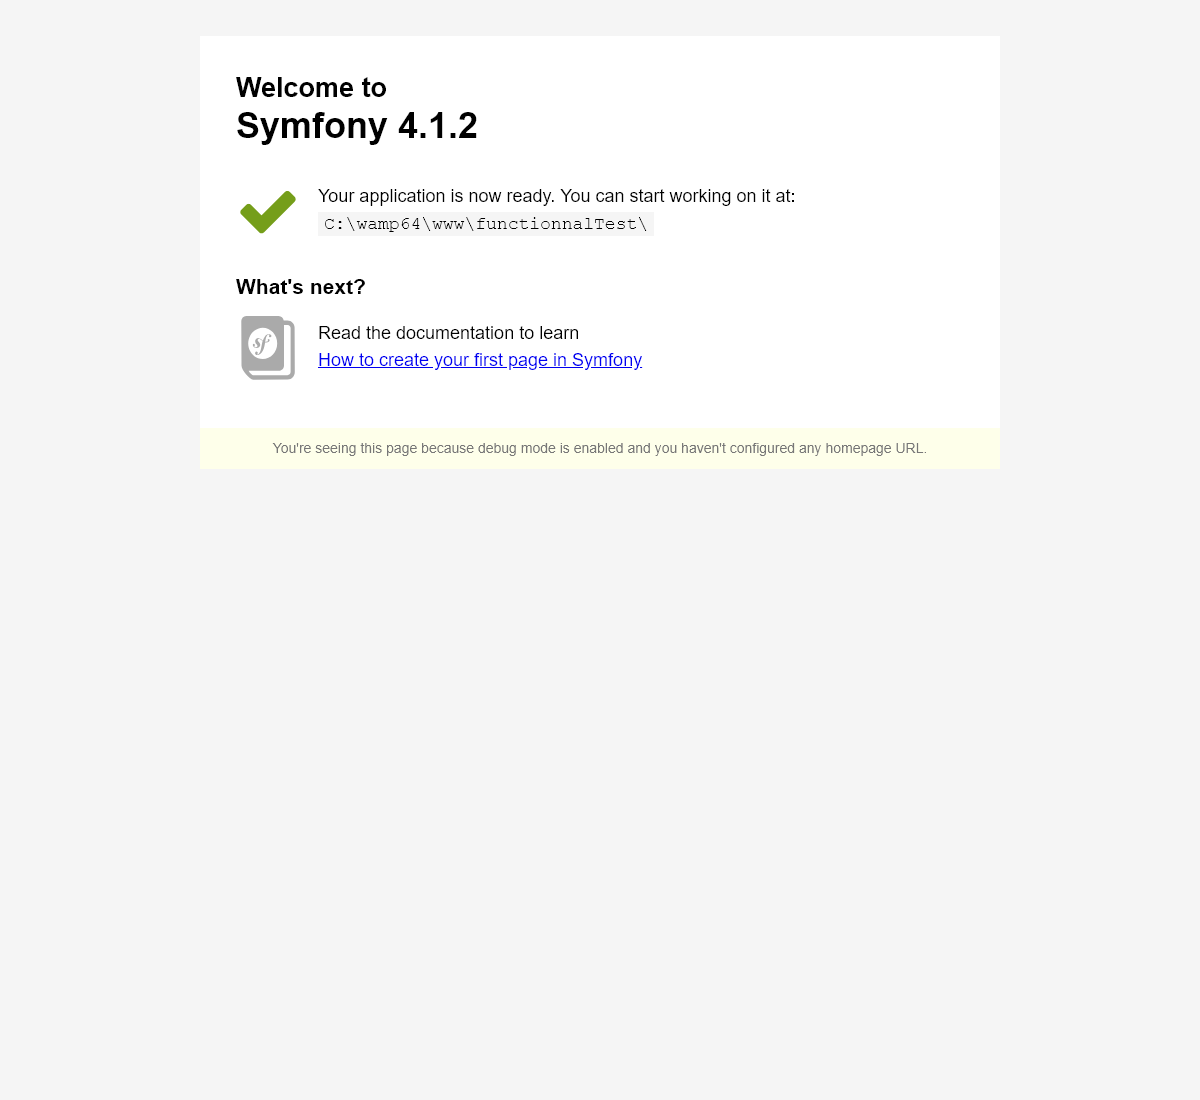 Welcome to
Symfony 4.1.2
Your application is now ready. You can start working on it at:
C:\wamp64\www\functionnalTest\
What's next?
sf
Read the documentation to learn
How to create your first page in Symfony
You're seeing this page because debug mode is enabled and you haven't configured any homepage URL.